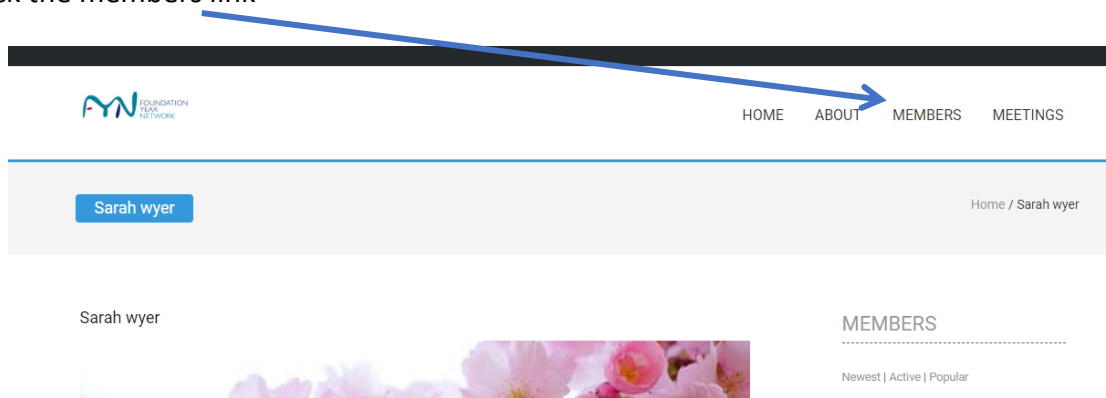 the members link
FYN FOUNDATION
YEAR
NETWORK
HOME ABOUT MEMBERS MEETINGS
Sarah wyer
Home / Sarah wyer
Sarah wyer
MEMBERS
Newest | Active | Popular